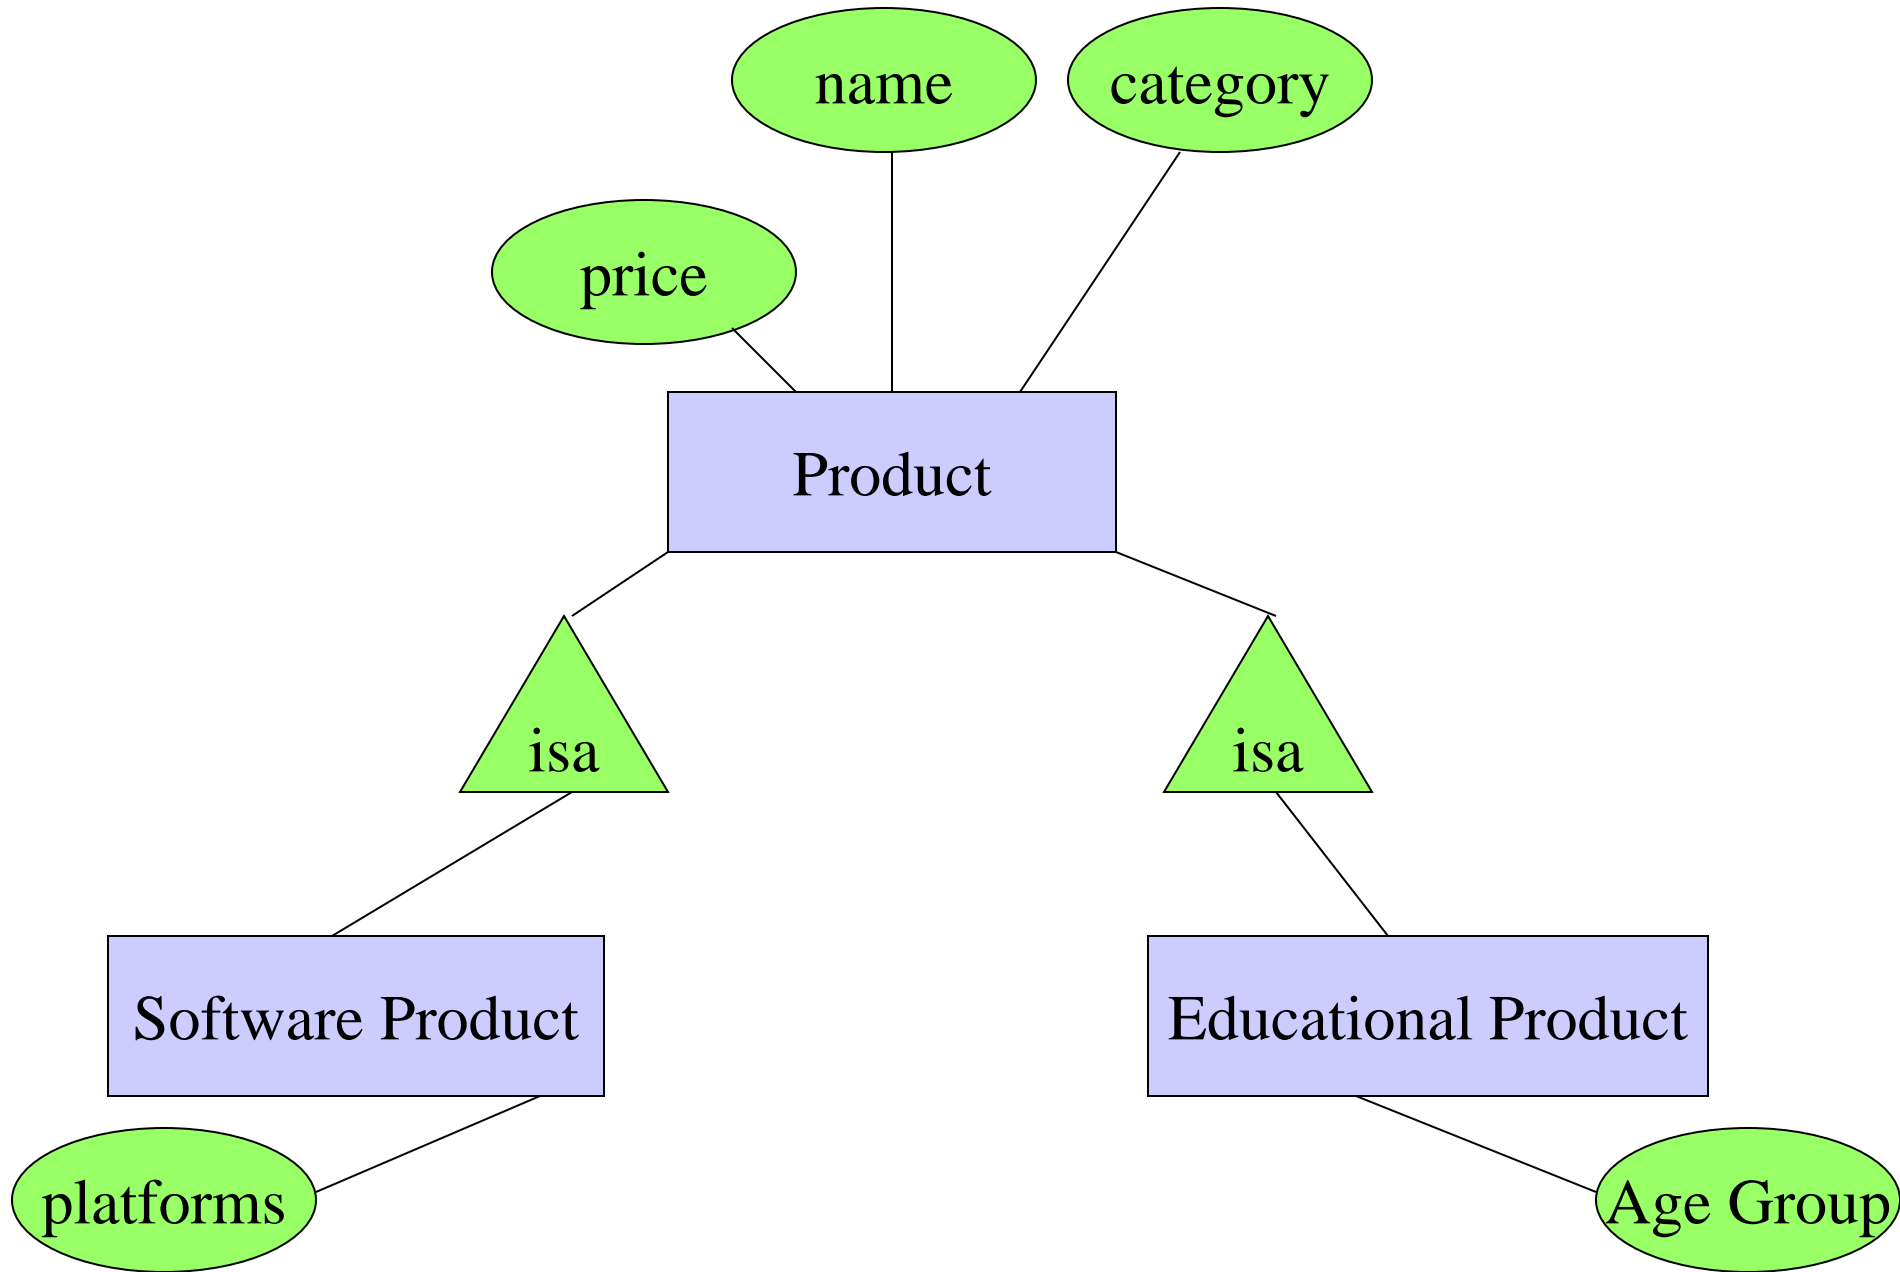 name
category
price
Product
isa
isa
Software Product
Educational Product
platforms
Age Group